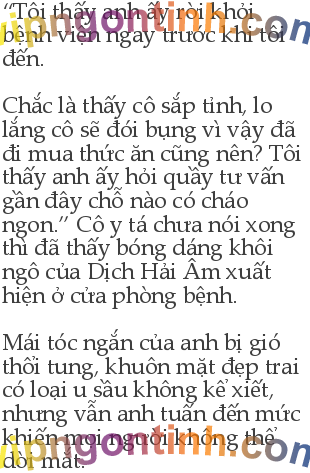 “Tôi thấy anh ấy rời khỏi
bệnh viện ngay trước khi tôi
đến.
Chắc là thấy cô sắp tỉnh, lo
lắng cô sẽ đói bụng vì vậy đã
đi mua thức ăn cũng nên? Tôi
thấy anh ấy hỏi quầy tư vấn
gần đây chỗ nào có cháo
ngon.” Cô y tá chưa nói xong
thì đã thấy bóng dáng khôi
ngô của Dịch Hải Âm xuất
hiện ở cửa phòng bệnh.
Mái tóc ngắn của anh bị gió
thổi tung, khuôn mặt đẹp trai
có loại u sầu không kể xiết,
nhưng vẫn anh tuấn đến mức
khiến mọi người không thể
dời mắt.
vipngontinh.com
vipngontinh.com